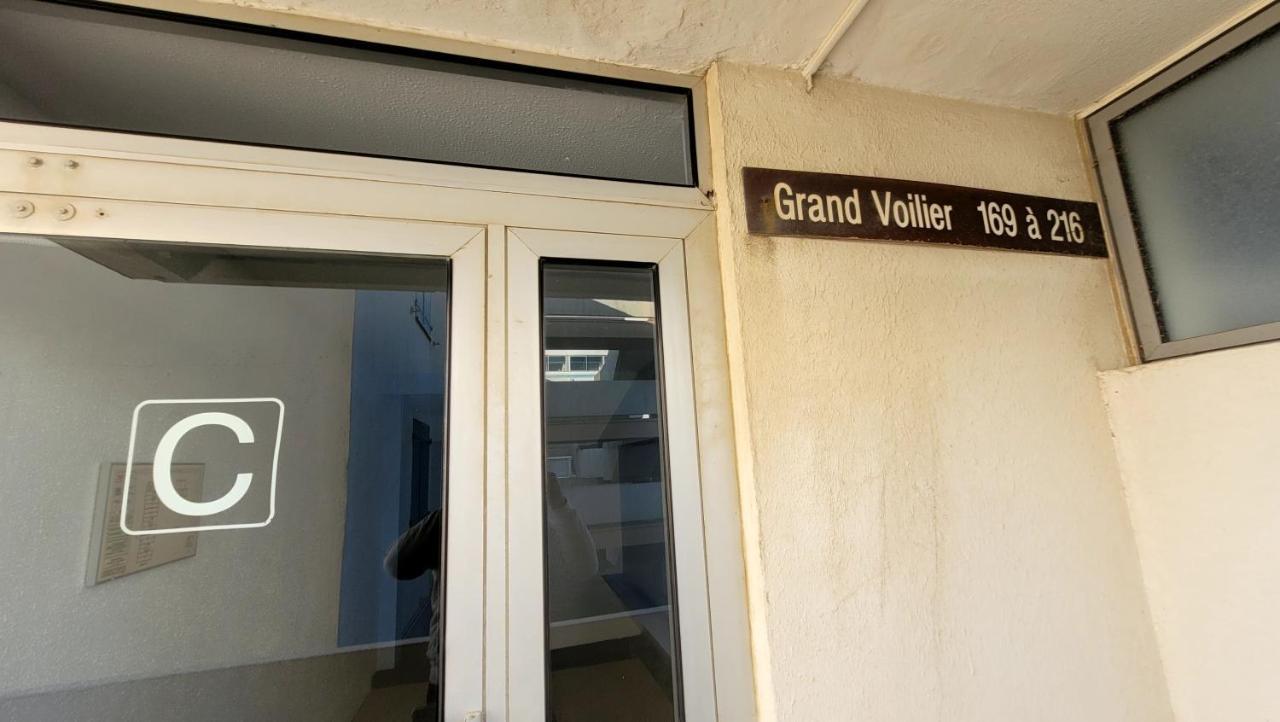 Grand Voilier 169 à 216
C